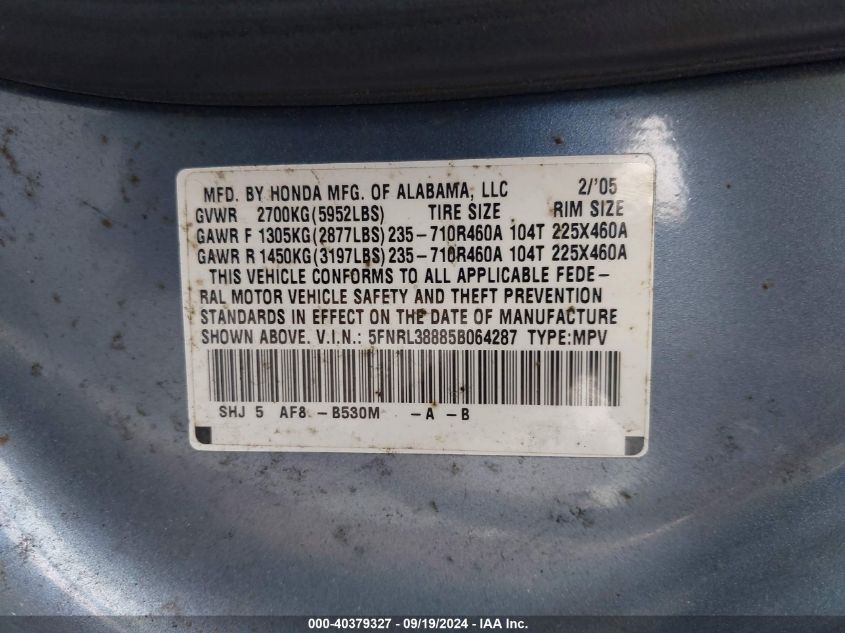 MFD. BY HONDA MFG. OF ALABAMA, LLC 2/'05
GVWR 2700KG(5952LBS) TIRE SIZE RIM SIZE
GAWR F 1305KG(2877LBS) 235-710R460A 104T 225X460A
GAWR R 1450KG(3197LBS) 235-710R460A 104T 225X460A
THIS VEHICLE CONFORMS TO ALL APPLICABLE FEDE-
RAL MOTOR VEHICLE SAFETY AND THEFT PREVENTION
STANDARDS IN EFFECT ON THE DATE OF MANUFACTURE
SHOWN ABOVE. V.I.N.: 5FNRL38885B064287 TYPE:MPV
SHJ 5 AF8 -B530M -A -B
000-40379327 - 09/19/2024 - IAA Inc.